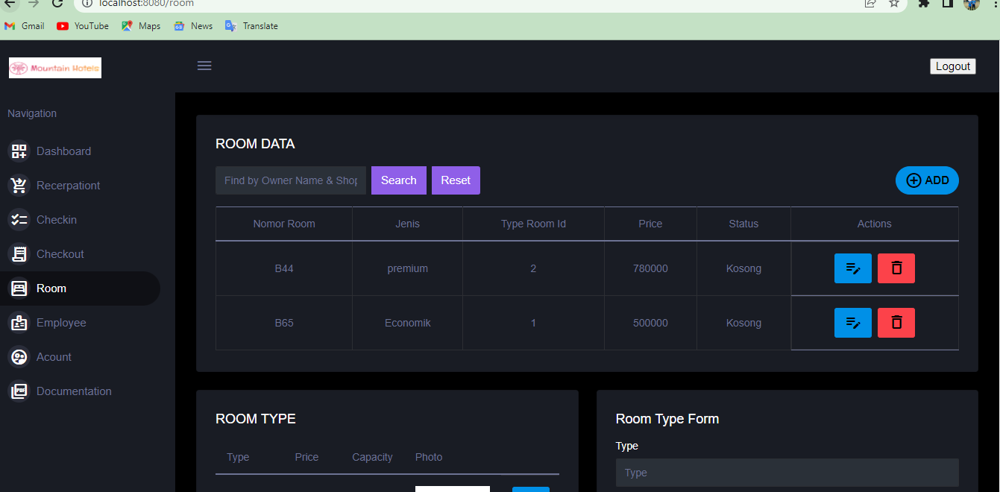 localhost:8080/room
Gmail YouTube Maps News Translate
Mountain Hotels
Logout
Navigation
Dashboard
Recerpationt
Checkin
Checkout
Room
Employee
Acount
Documentation
ROOM DATA
Find by Owner Name & Shop Search Reset ADD
Nomor Room Jenis Type Room Id Price Status Actions
B44 premium 2 780000 Kosong
B65 Economik 1 500000 Kosong
ROOM TYPE
Type Price Capacity Photo
Room Type Form
Type
Type